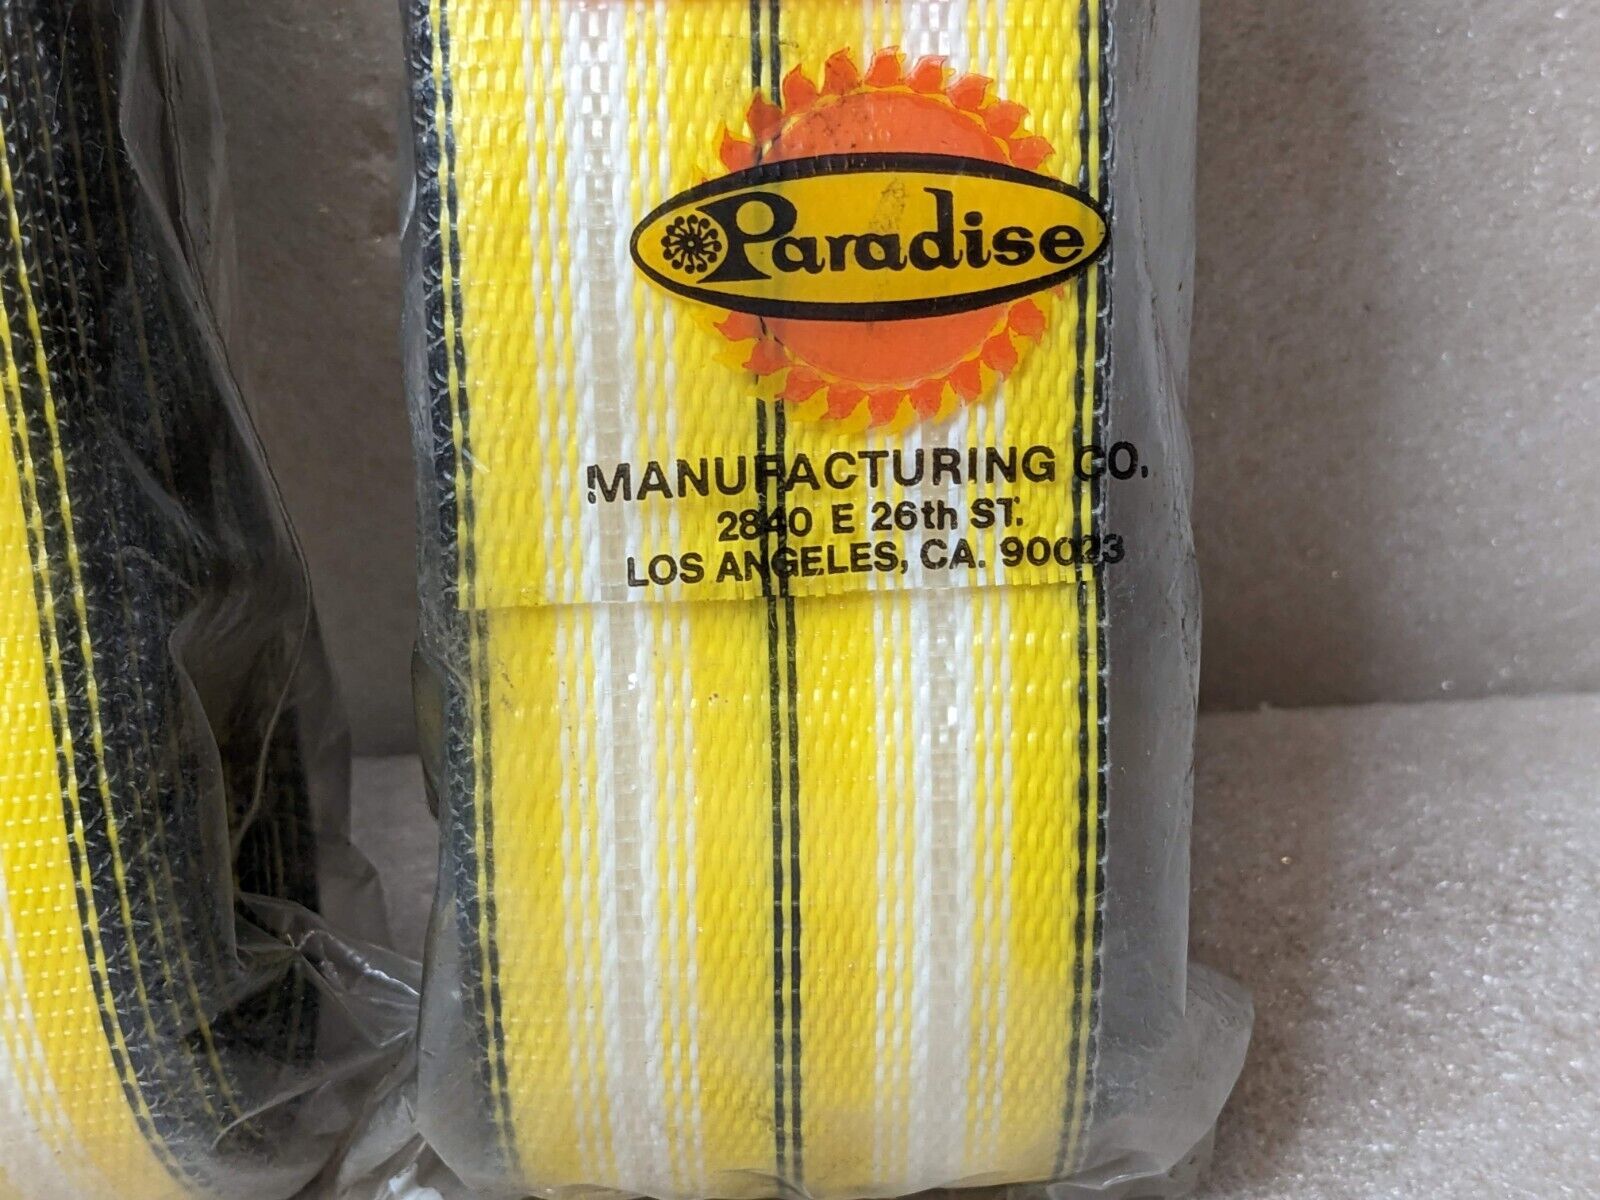 Paradise
MANUFACTURING CO.
2840 E 26th ST.
LOS ANGELES, CA. 90023